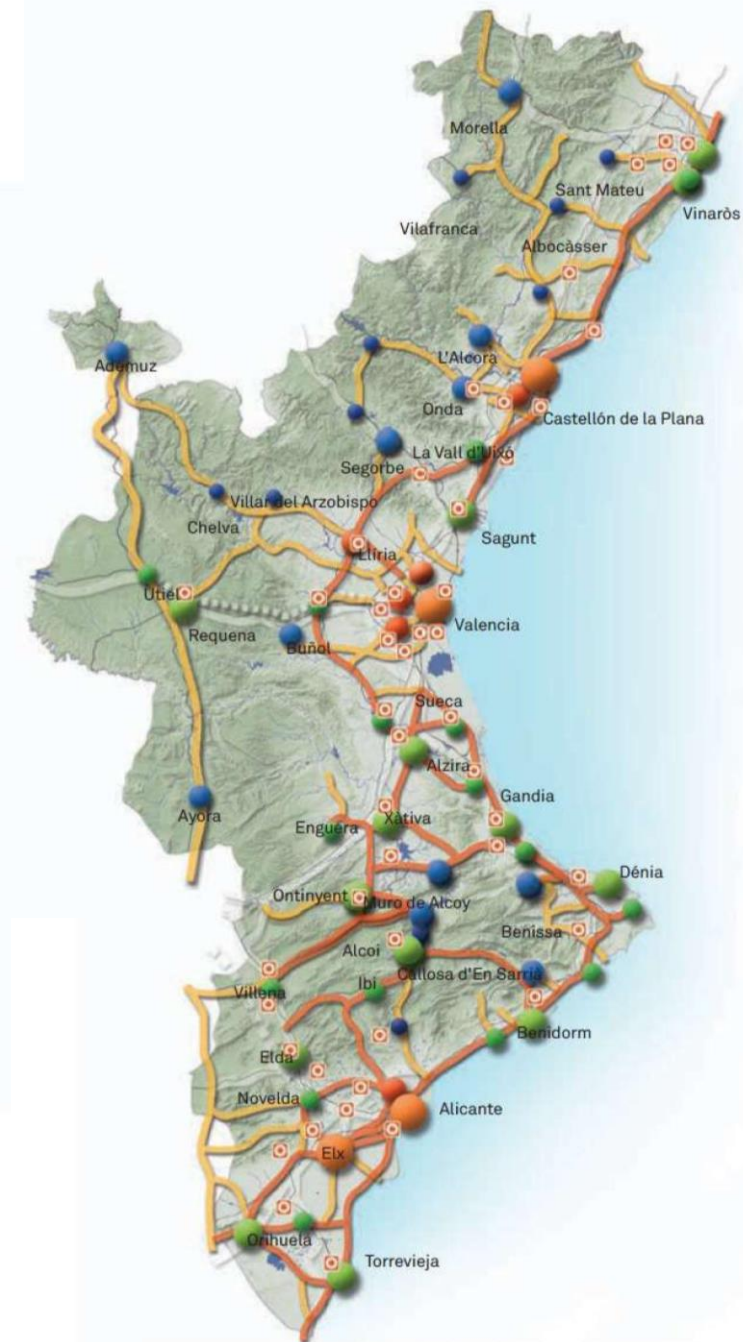 Morella
Sant Mateu
Vinaròs
Vilafranca
Albocàsser
Ademuz
L'Alcora
Onda
Castellón de la Plana
La Vall d'Uixó
Segorbe
Villar del Arzobispo
Chelva
Sagunt
Llíria
Utiel
Requena
Valencia
Buñol
Sueca
Alzira
Gandia
Ayora
Enguera
Xàtiva
Dénia
Ontinyent
Muro de Alcoy
Benissa
Alcoi
Callosa d'En Sarrià
Villena
Ibi
Benidorm
Elda
Novelda
Alicante
Elx
Orihuela
Torrevieja